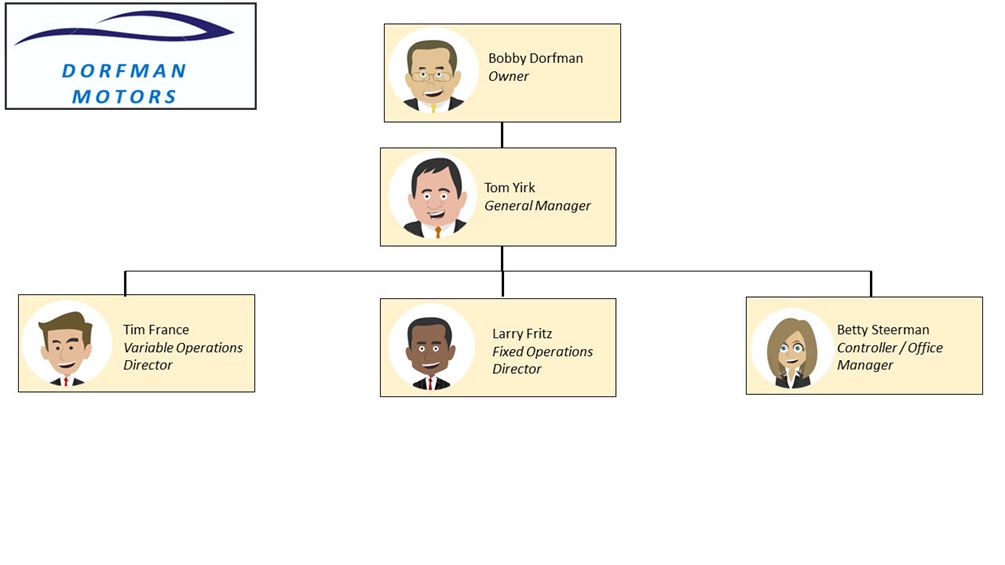 DORFMAN
MOTORS
Bobby Dorfman
Owner
Tom Yirk
General Manager
Tim France
Variable Operations
Director
Larry Fritz
Fixed Operations
Director
Betty Steerman
Controller / Office
Manager